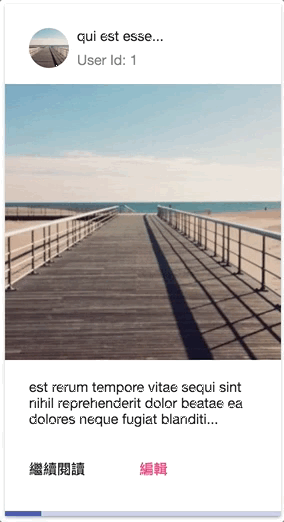 qui est esse...
User Id: 1
est rerum tempore vitae sequi sint
nihil reprehenderit dolor beatae ea
dolores neque fugiat blanditi...
繼續閱讀 編輯